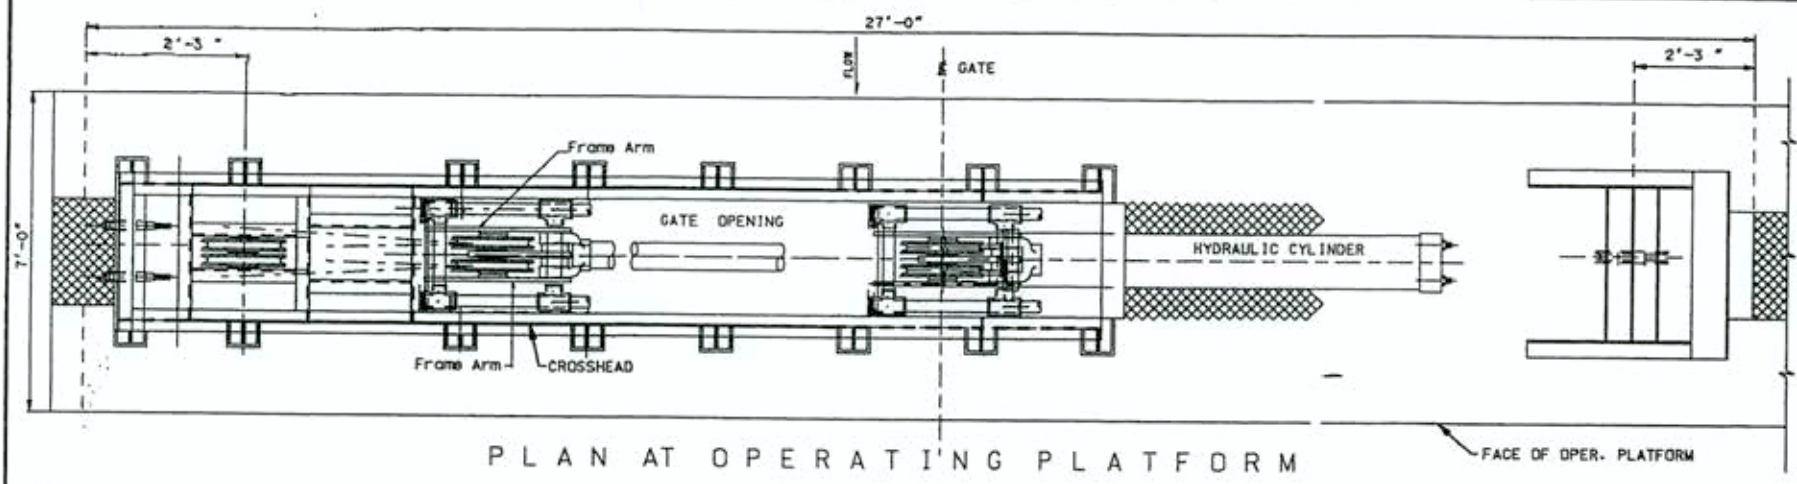 27'-0"
2'-3 "
FLOW
GATE
2'-3 "
Frame Arm
GATE OPENING
HYDRAULIC CYLINDER
7'-0"
Frame Arm
CROSSHEAD
PLAN AT OPERATING PLATFORM
FACE OF OPER. PLATFORM